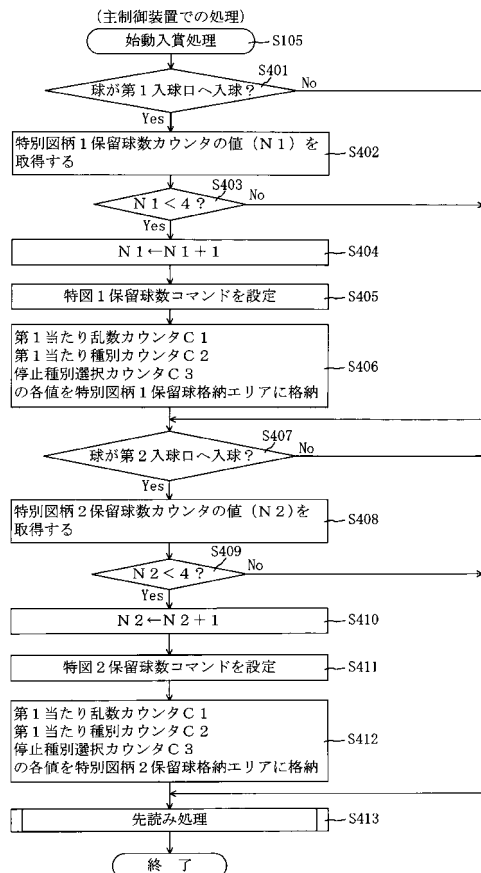 (主制御装置での処理)
始動入賞処理
S105
S401
球が第1入球口へ入球?
No
Yes
特別図柄1保留球数カウンタの値(N1)を
取得する
S402
S403
N1<4?
No
Yes
N1←N1+1
S404
特図1保留球数コマンドを設定
S405
第1当たり乱数カウンタC1
第1当たり種別カウンタC2
停止種別選択カウンタC3
の各値を特別図柄1保留球格納エリアに格納
S406
S407
球が第2入球口へ入球?
No
Yes
特別図柄2保留球数カウンタの値(N2)を
取得する
S408
S409
N2<4?
No
Yes
N2←N2+1
S410
特図2保留球数コマンドを設定
S411
第1当たり乱数カウンタC1
第1当たり種別カウンタC2
停止種別選択カウンタC3
の各値を特別図柄2保留球格納エリアに格納
S412
先読み処理
S413
終了